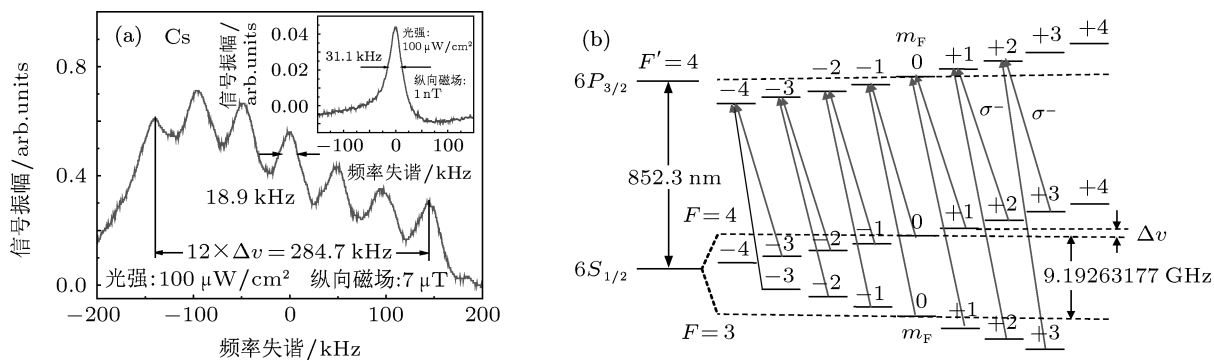 (a) Cs
信号振幅/arb.units
0.8
0.4
0.0
−200
−100
0
100
200
频率失谐/kHz
18.9 kHz
12×Δν=284.7 kHz
光强:100 μW/cm² 纵向磁场:7 μT
信号振幅/
arb.units
0.04
0.02
0.00
−100
0
100
频率失谐/kHz
31.1 kHz
光强:
100 μW/cm²
纵向磁场:
1 nT
(b)
6P₃/₂
F′=4
m_F
−4
−3
−2
−1
0
+1
+2
+3
+4
σ⁻
σ⁻
852.3 nm
6S₁/₂
F=4
−4
−3
−2
−1
0
+1
+2
+3
+4
Δν
9.19263177 GHz
F=3
−3
−2
−1
0
+1
+2
+3
m_F